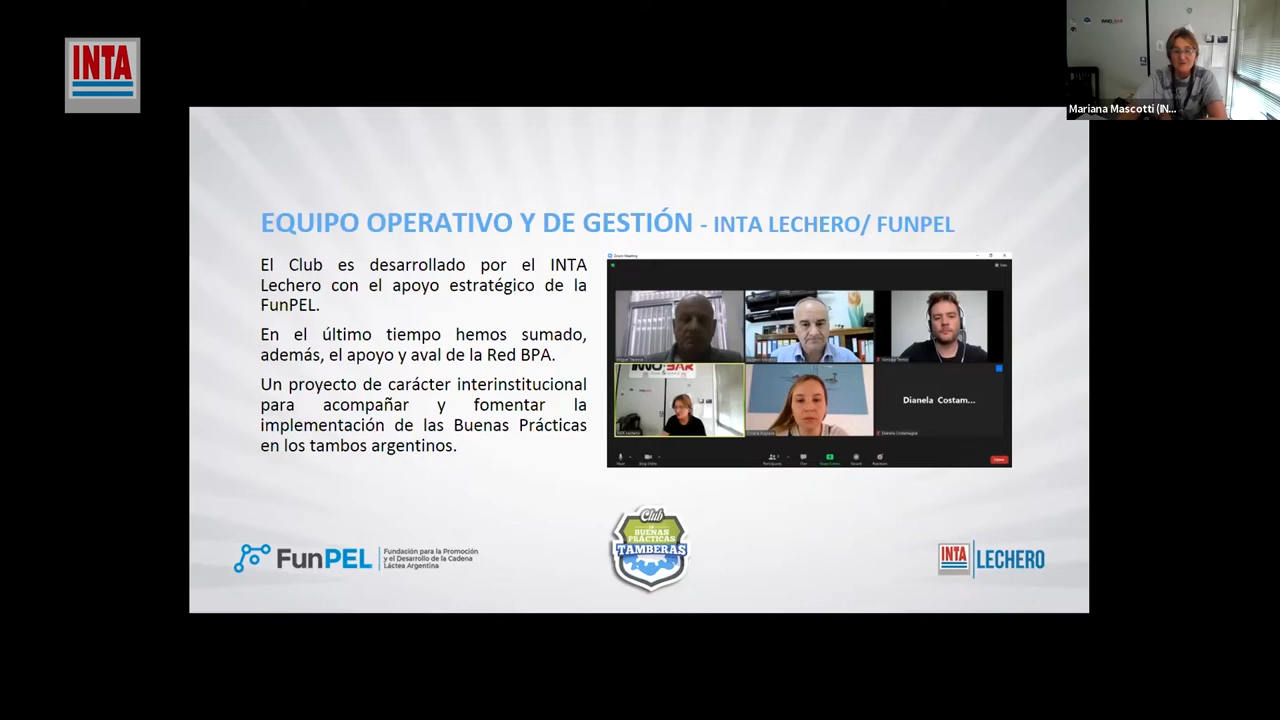 INTA
Mariana Mascotti (IN...
EQUIPO OPERATIVO Y DE GESTIÓN - INTA LECHERO/ FUNPEL
El Club es desarrollado por el INTA
Lechero con el apoyo estratégico de la
FunPEL.
En el último tiempo hemos sumado,
además, el apoyo y aval de la Red BPA.
Un proyecto de carácter interinstitucional
para acompañar y fomentar la
implementación de las Buenas Prácticas
en los tambos argentinos.
Zoom Meeting
Dianela Costam...
FunPEL
Fundación para la Promoción
y el Desarrollo de la Cadena
Láctea Argentina
Club
DE
BUENAS
PRÁCTICAS
TAMBERAS
INTA LECHERO